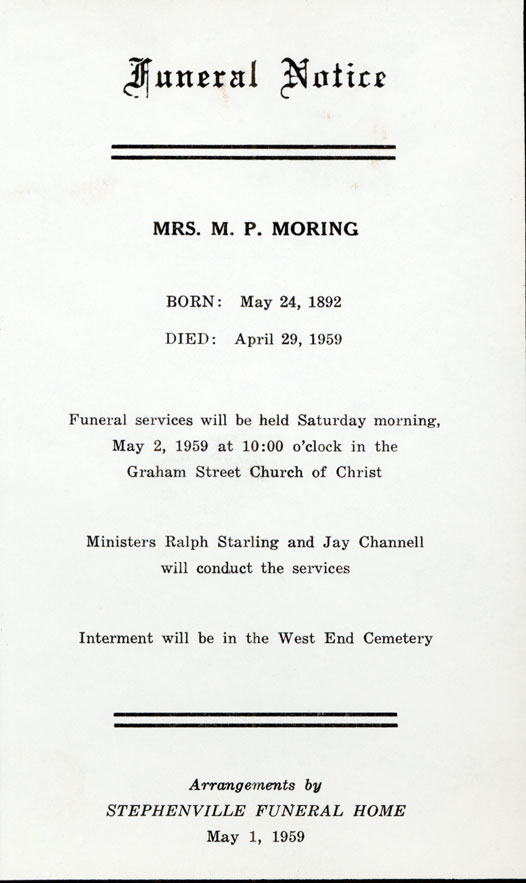 Funeral Notice
MRS. M. P. MORING
BORN: May 24, 1892
DIED: April 29, 1959
Funeral services will be held Saturday morning,
May 2, 1959 at 10:00 o'clock in the
Graham Street Church of Christ
Ministers Ralph Starling and Jay Channell
will conduct the services
Interment will be in the West End Cemetery
Arrangements by
STEPHENVILLE FUNERAL HOME
May 1, 1959